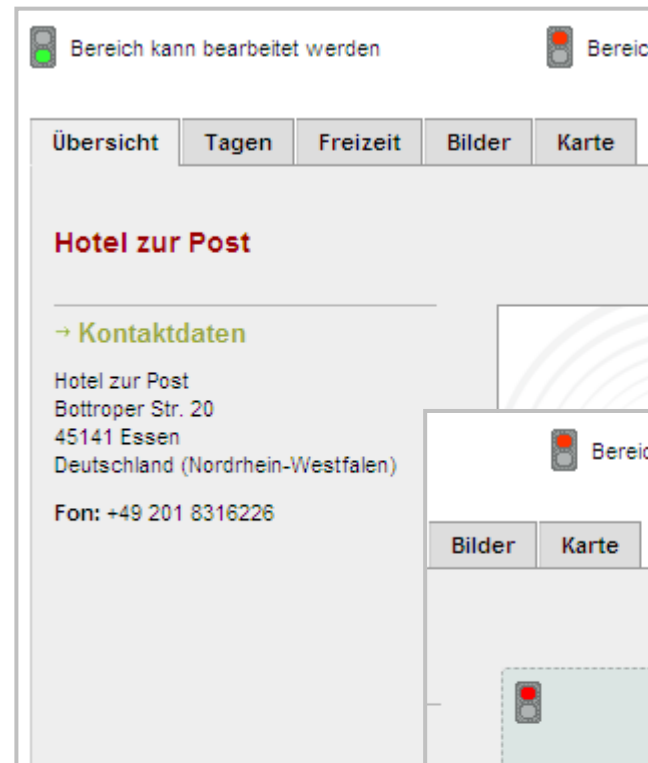 Bereich kann bearbeitet werden
Übersicht Tagen Freizeit Bilder Karte
Hotel zur Post
→ Kontaktdaten
Hotel zur Post
Bottroper Str. 20
45141 Essen
Deutschland (Nordrhein-Westfalen)
Fon: +49 201 8316226
Bilder Karte